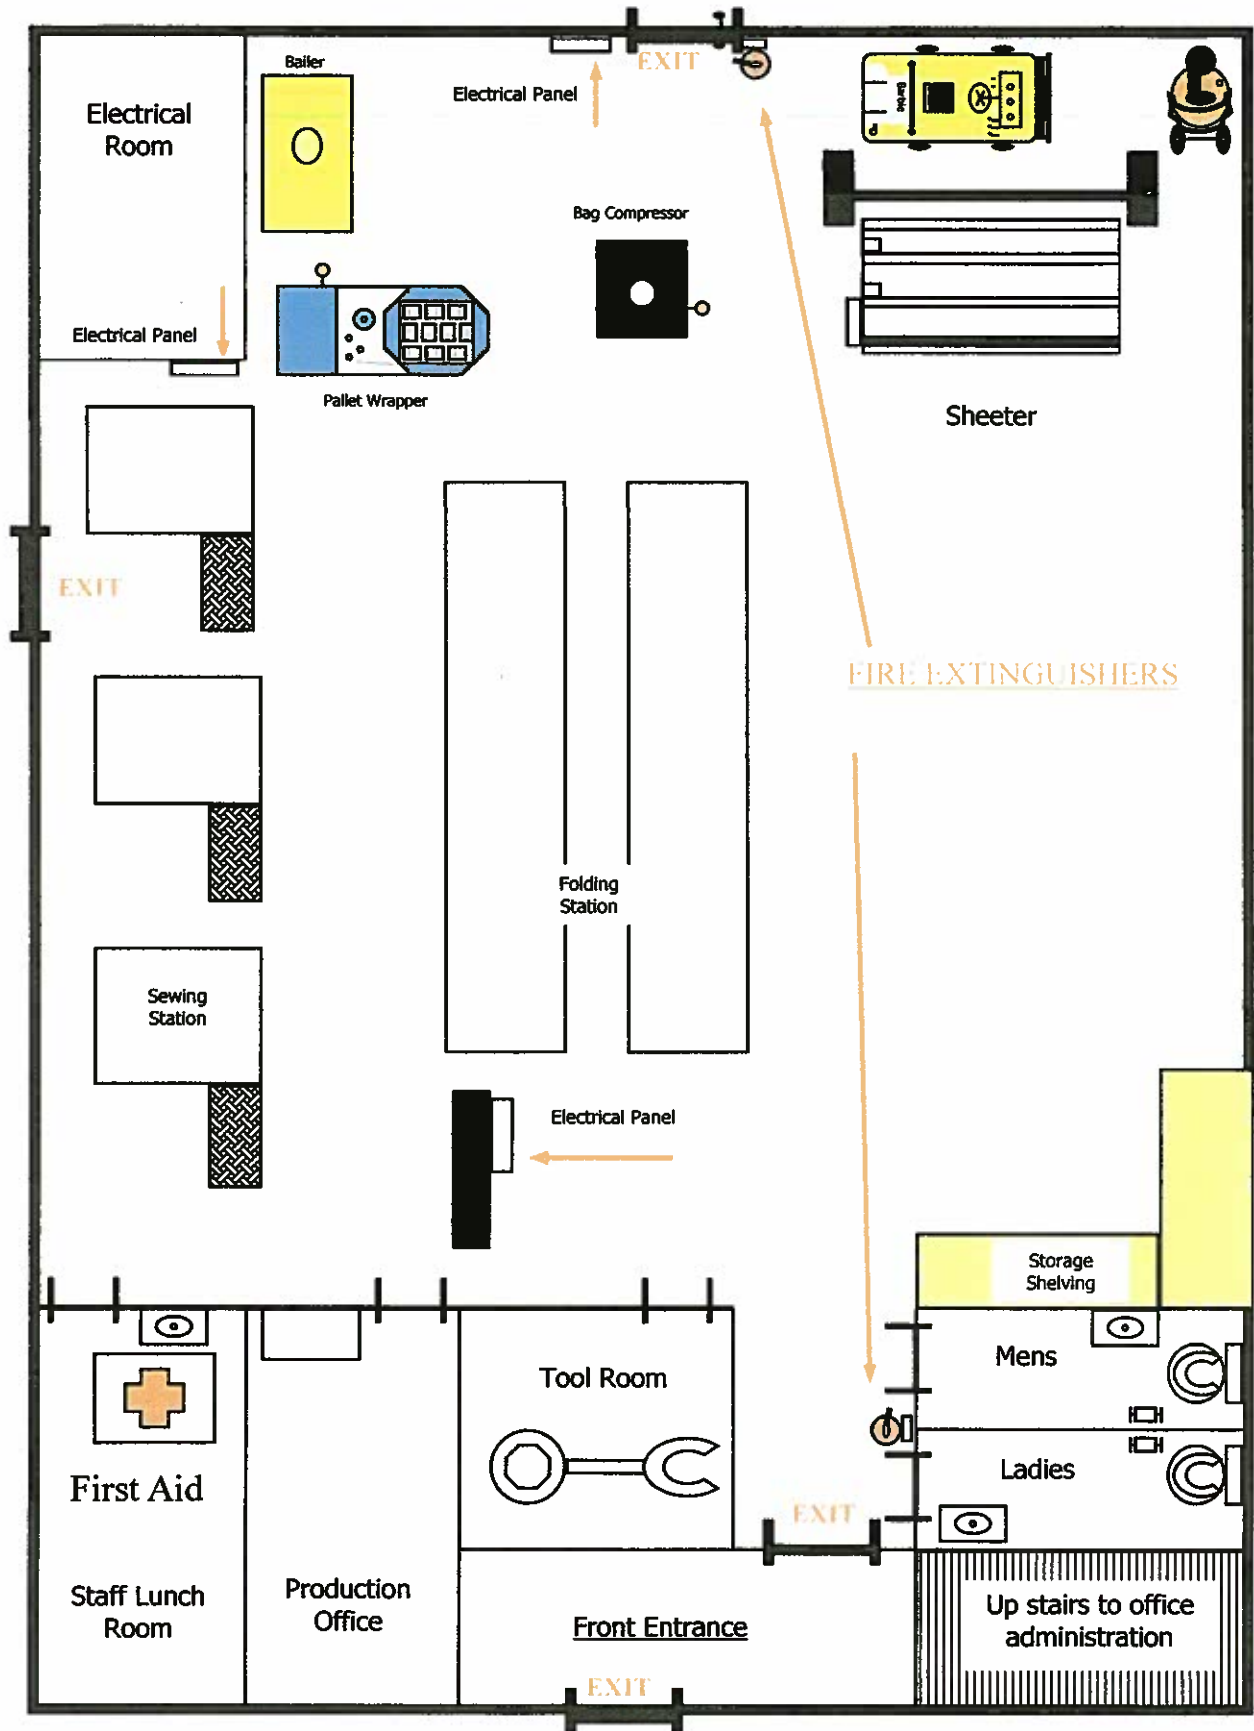 EXIT
Bailer
Electrical Panel
Electrical
Room
Barbie
Bag Compressor
Electrical Panel
Pallet Wrapper
Sheeter
EXIT
FIRE EXTINGUISHERS
Folding
Station
Sewing
Station
Electrical Panel
Storage
Shelving
Mens
Tool Room
Ladies
First Aid
EXIT
Staff Lunch
Room
Production
Office
Front Entrance
Up stairs to office
administration
EXIT